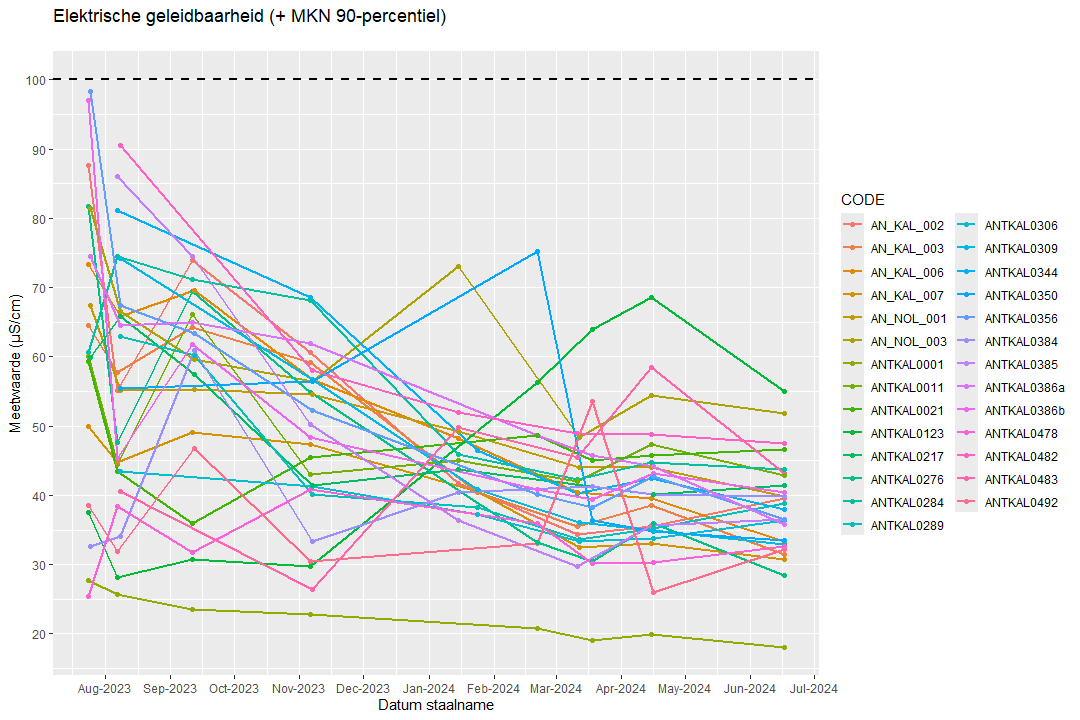 Elektrische geleidbaarheid (+ MKN 90-percentiel)
Meetwaarde (µS/cm)
100
90
80
70
60
50
40
30
20
Aug-2023 Sep-2023 Oct-2023 Nov-2023 Dec-2023 Jan-2024 Feb-2024 Mar-2024 Apr-2024 May-2024 Jun-2024 Jul-2024
Datum staalname
CODE
AN_KAL_002
AN_KAL_003
AN_KAL_006
AN_KAL_007
AN_NOL_001
AN_NOL_003
ANTKAL0001
ANTKAL0011
ANTKAL0021
ANTKAL0123
ANTKAL0217
ANTKAL0276
ANTKAL0284
ANTKAL0289
ANTKAL0306
ANTKAL0309
ANTKAL0344
ANTKAL0350
ANTKAL0356
ANTKAL0384
ANTKAL0385
ANTKAL0386a
ANTKAL0386b
ANTKAL0478
ANTKAL0482
ANTKAL0483
ANTKAL0492